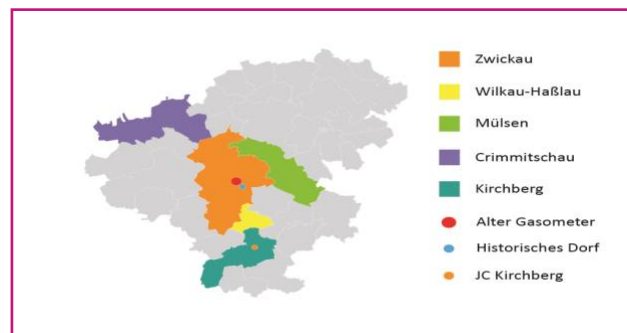 Zwickau
Wilkau-Haßlau
Mülsen
Crimmitschau
Kirchberg
Alter Gasometer
Historisches Dorf
JC Kirchberg